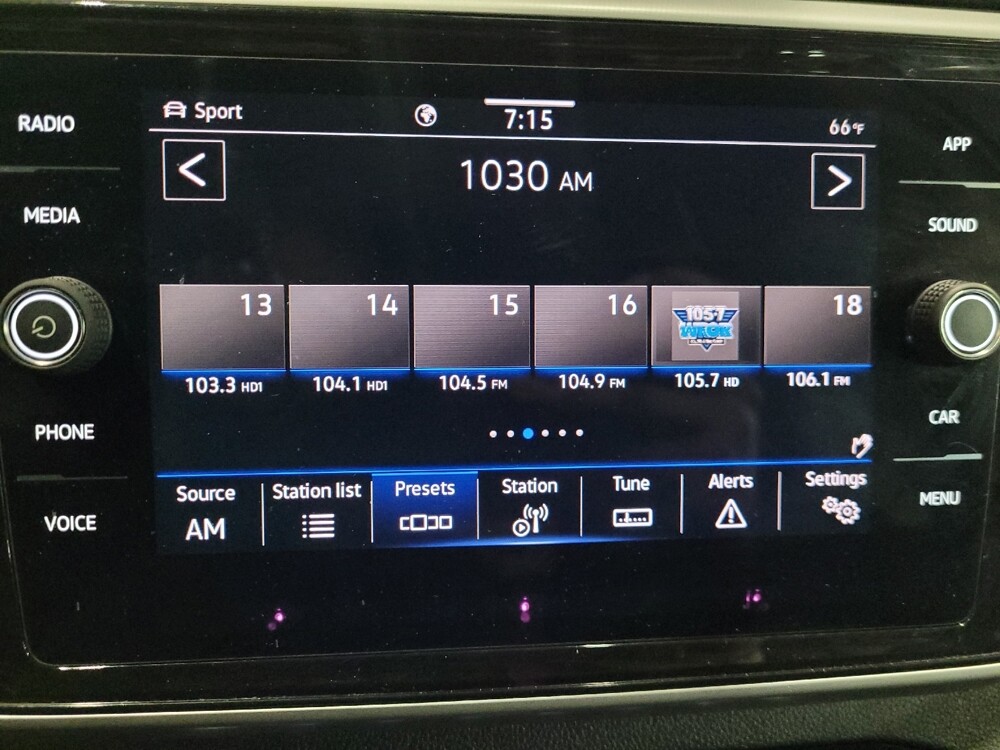 RADIO
MEDIA
PHONE
VOICE
Sport
7:15
66°F
<
1030 AM
>
13
14
15
16
105.7
18
103.3 HD1
104.1 HD1
104.5 FM
104.9 FM
105.7 HD
106.1 FM
Source
AM
Station list
Presets
Station
Tune
Alerts
Settings
APP
SOUND
CAR
MENU